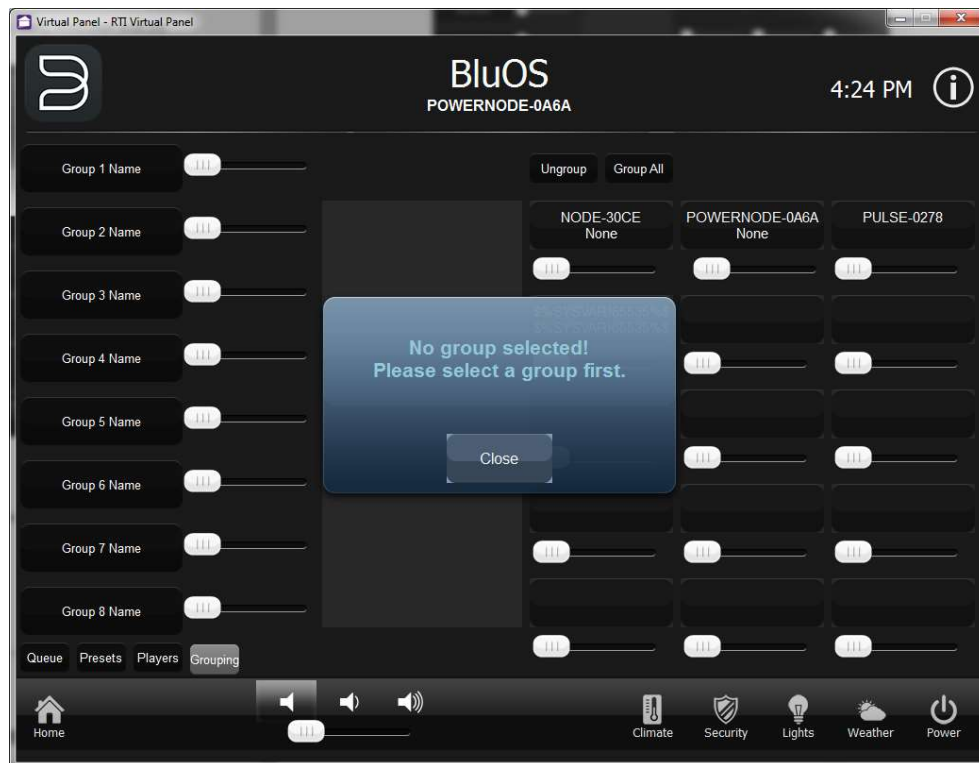 Virtual Panel - RTI Virtual Panel
BluOS
POWERNODE-0A6A
4:24 PM
Group 1 Name
Group 2 Name
Group 3 Name
Group 4 Name
Group 5 Name
Group 6 Name
Group 7 Name
Group 8 Name
Ungroup
Group All
NODE-30CE
None
POWERNODE-0A6A
None
PULSE-0278
No group selected!
Please select a group first.
Close
Queue
Presets
Players
Grouping
Home
Climate
Security
Lights
Weather
Power